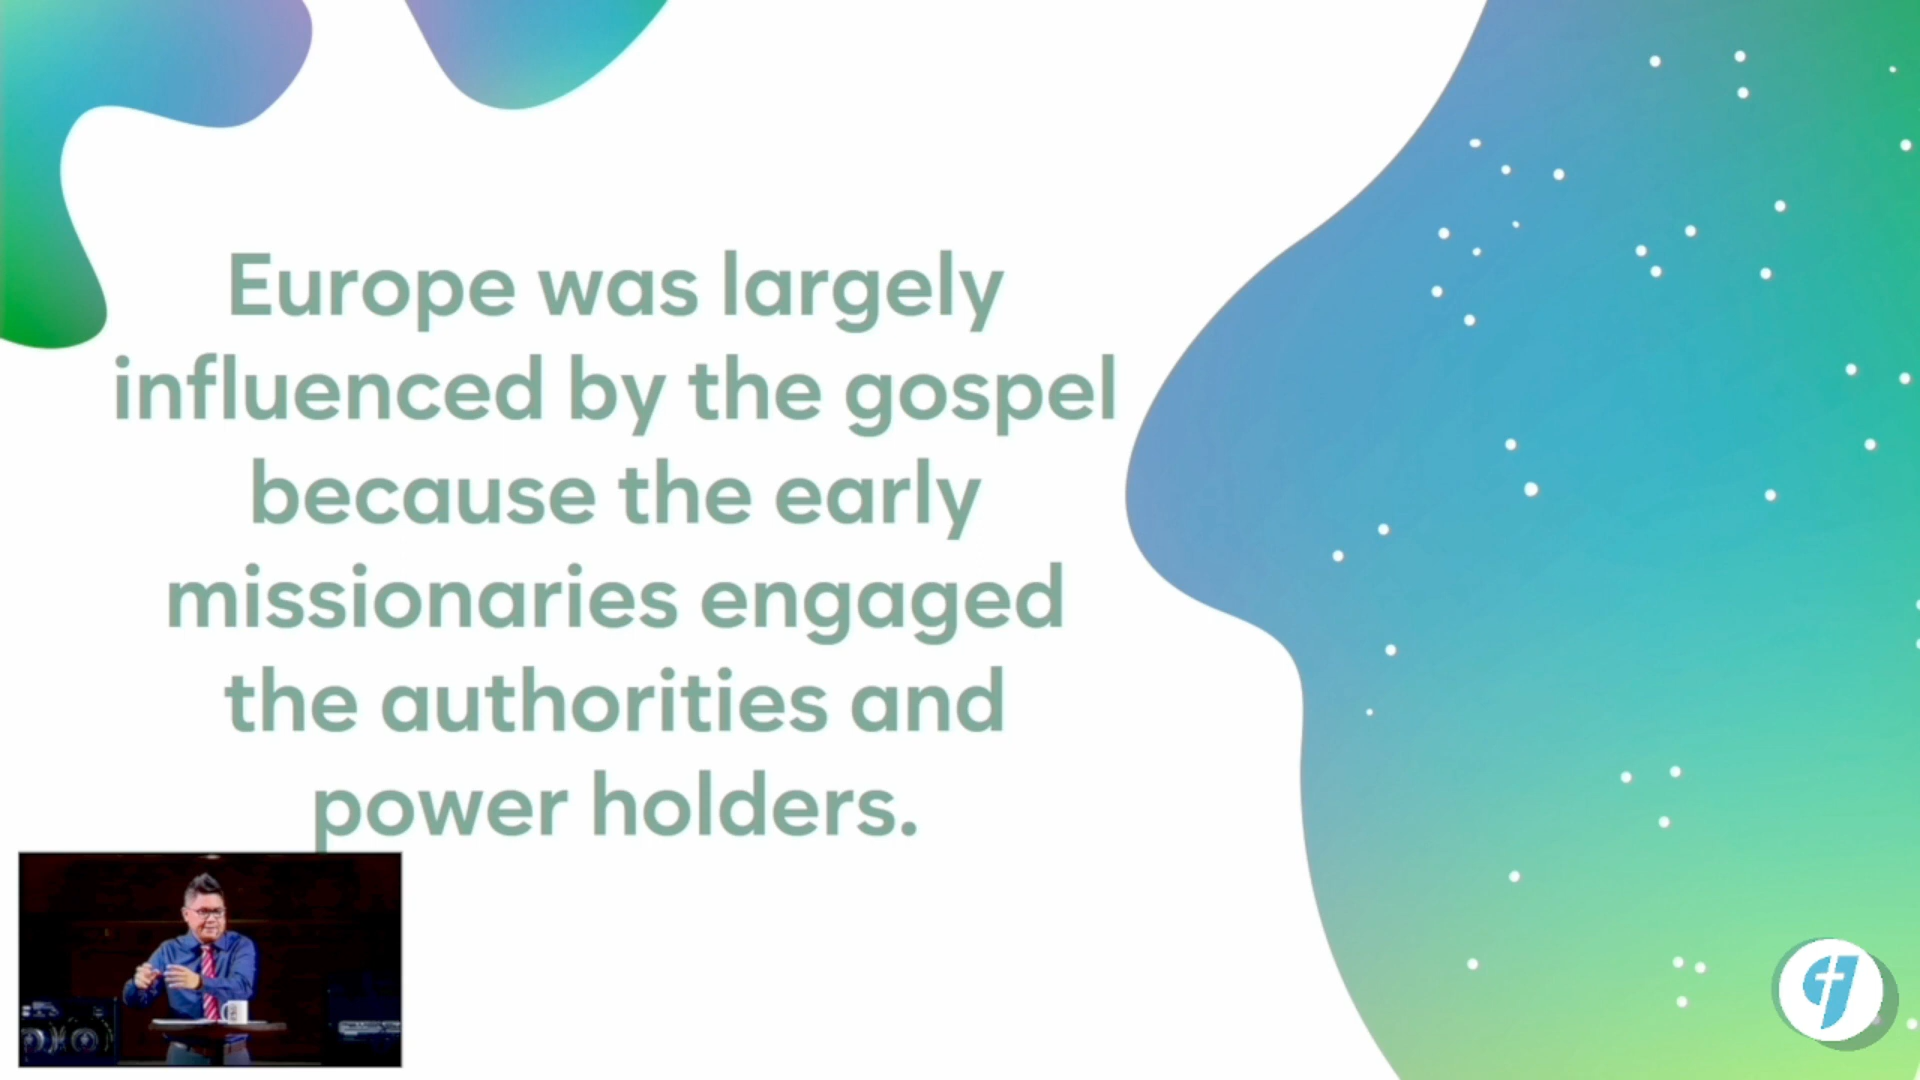 Europe was largely
influenced by the gospel
because the early
missionaries engaged
the authorities and
power holders.